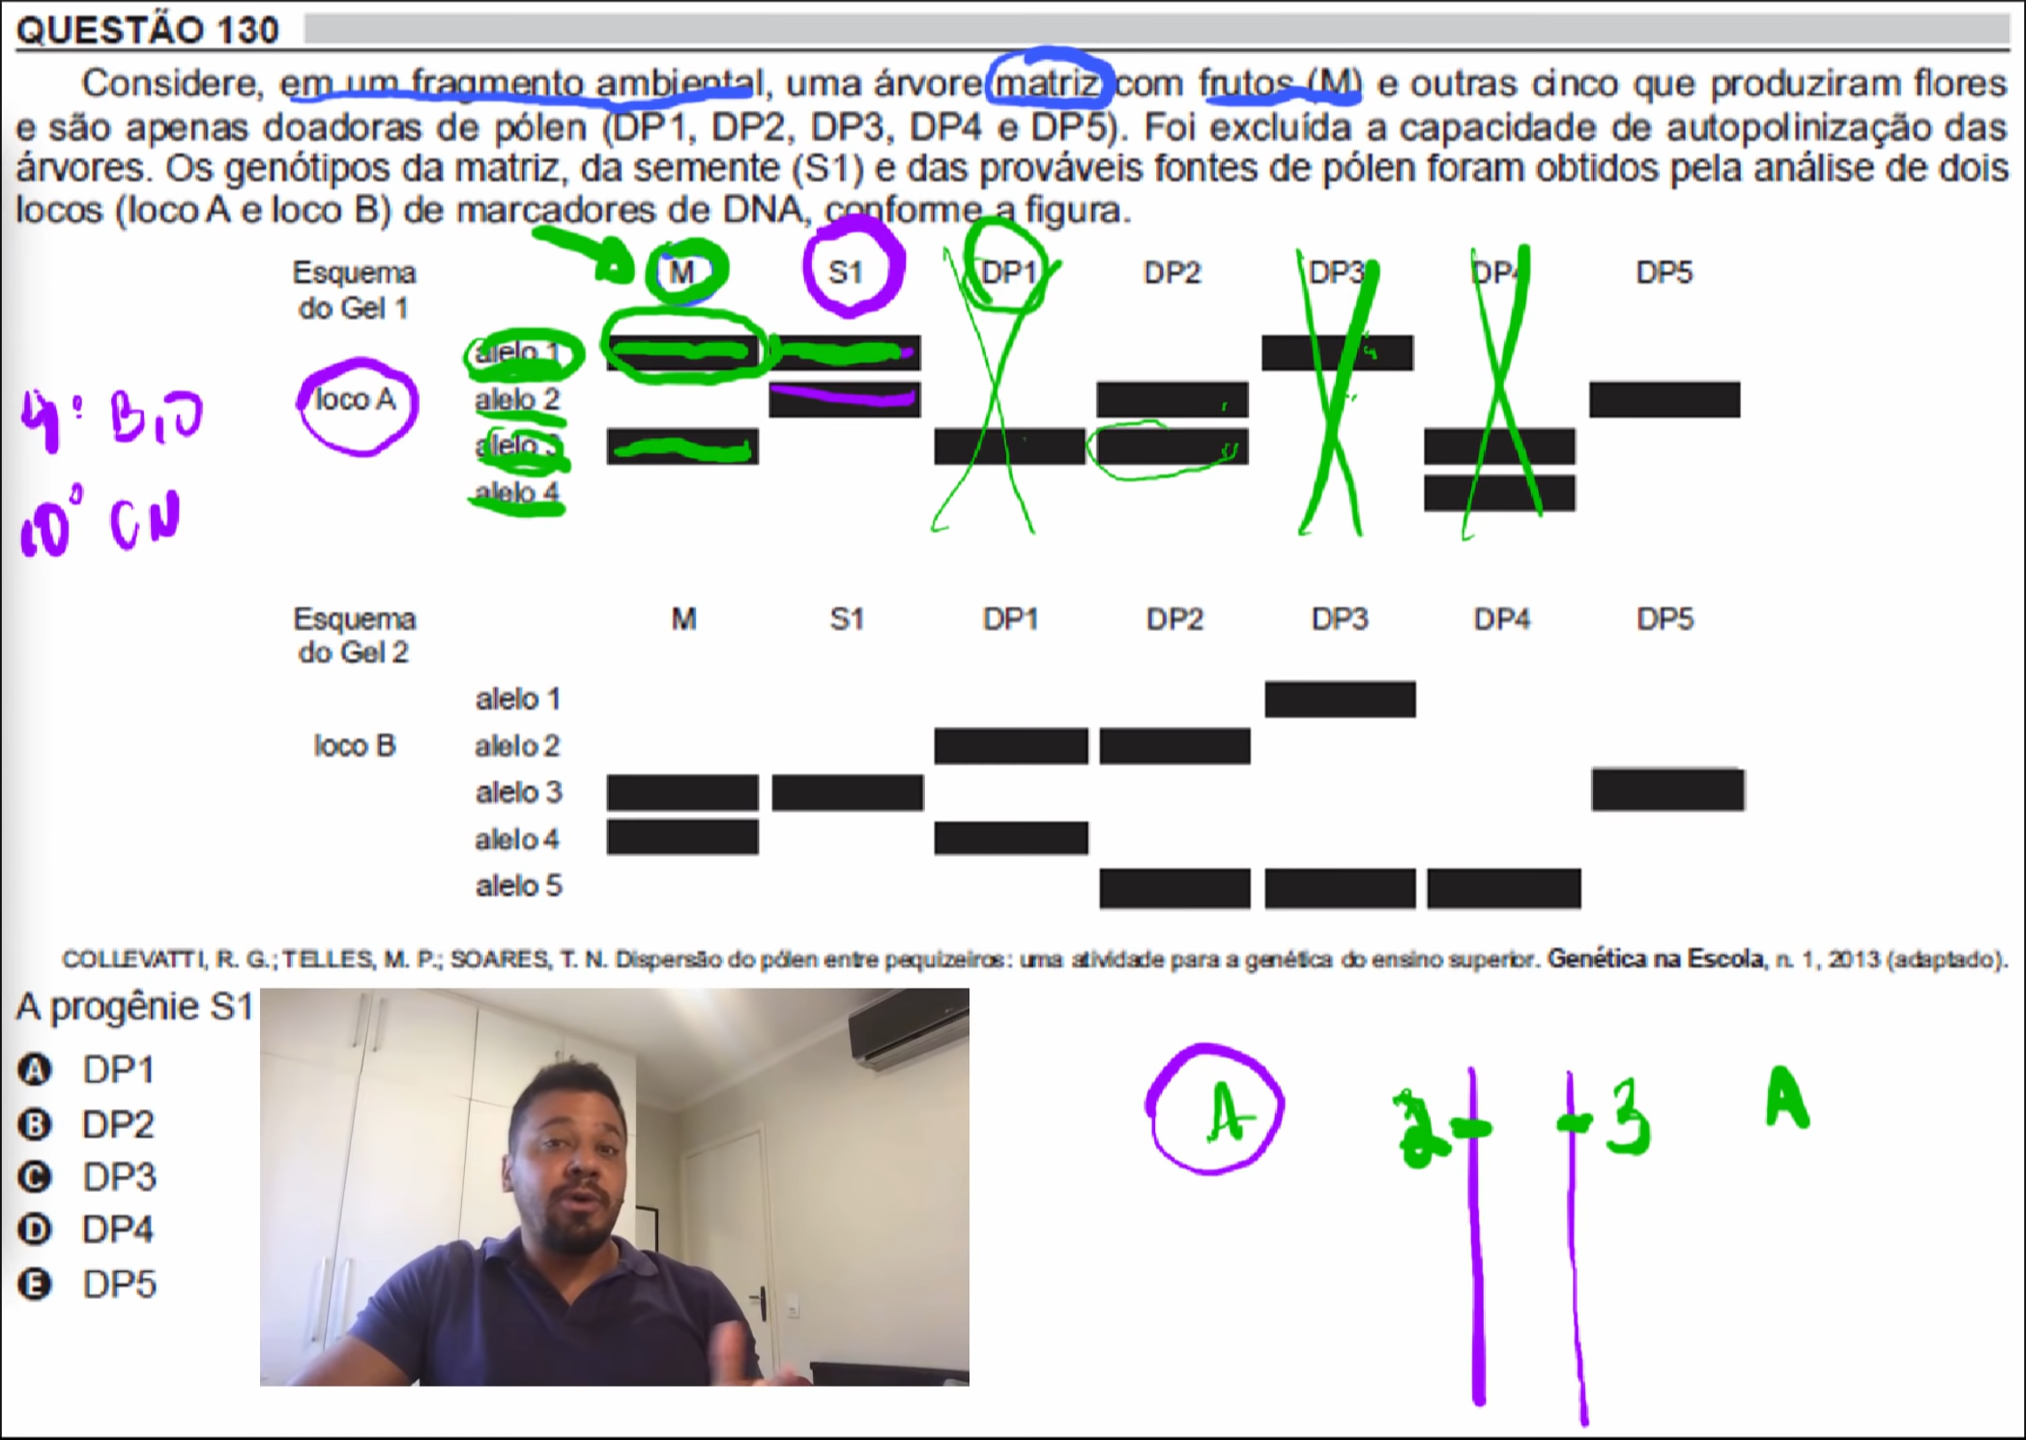 QUESTÃO 130
Considere, em um fragmento ambiental, uma árvore matriz com frutos (M) e outras cinco que produziram flores
e são apenas doadoras de pólen (DP1, DP2, DP3, DP4 e DP5). Foi excluída a capacidade de autopolinização das
árvores. Os genótipos da matriz, da semente (S1) e das prováveis fontes de pólen foram obtidos pela análise de dois
locos (loco A e loco B) de marcadores de DNA, conforme a figura.
Esquema M S1 DP1 DP2 DP3 DP4 DP5
do Gel 1
alelo 1
loco A alelo 2
alelo 3
alelo 4
4ª BIO
10° CN
Esquema M S1 DP1 DP2 DP3 DP4 DP5
do Gel 2
alelo 1
loco B alelo 2
alelo 3
alelo 4
alelo 5
COLLEVATTI, R. G.; TELLES, M. P.; SOARES, T. N. Dispersão do pólen entre pequizeiros: uma atividade para a genética do ensino superior. Genética na Escola, n. 1, 2013 (adaptado).
A progênie S1
A DP1
B DP2
C DP3
D DP4
E DP5
A 2 3 A